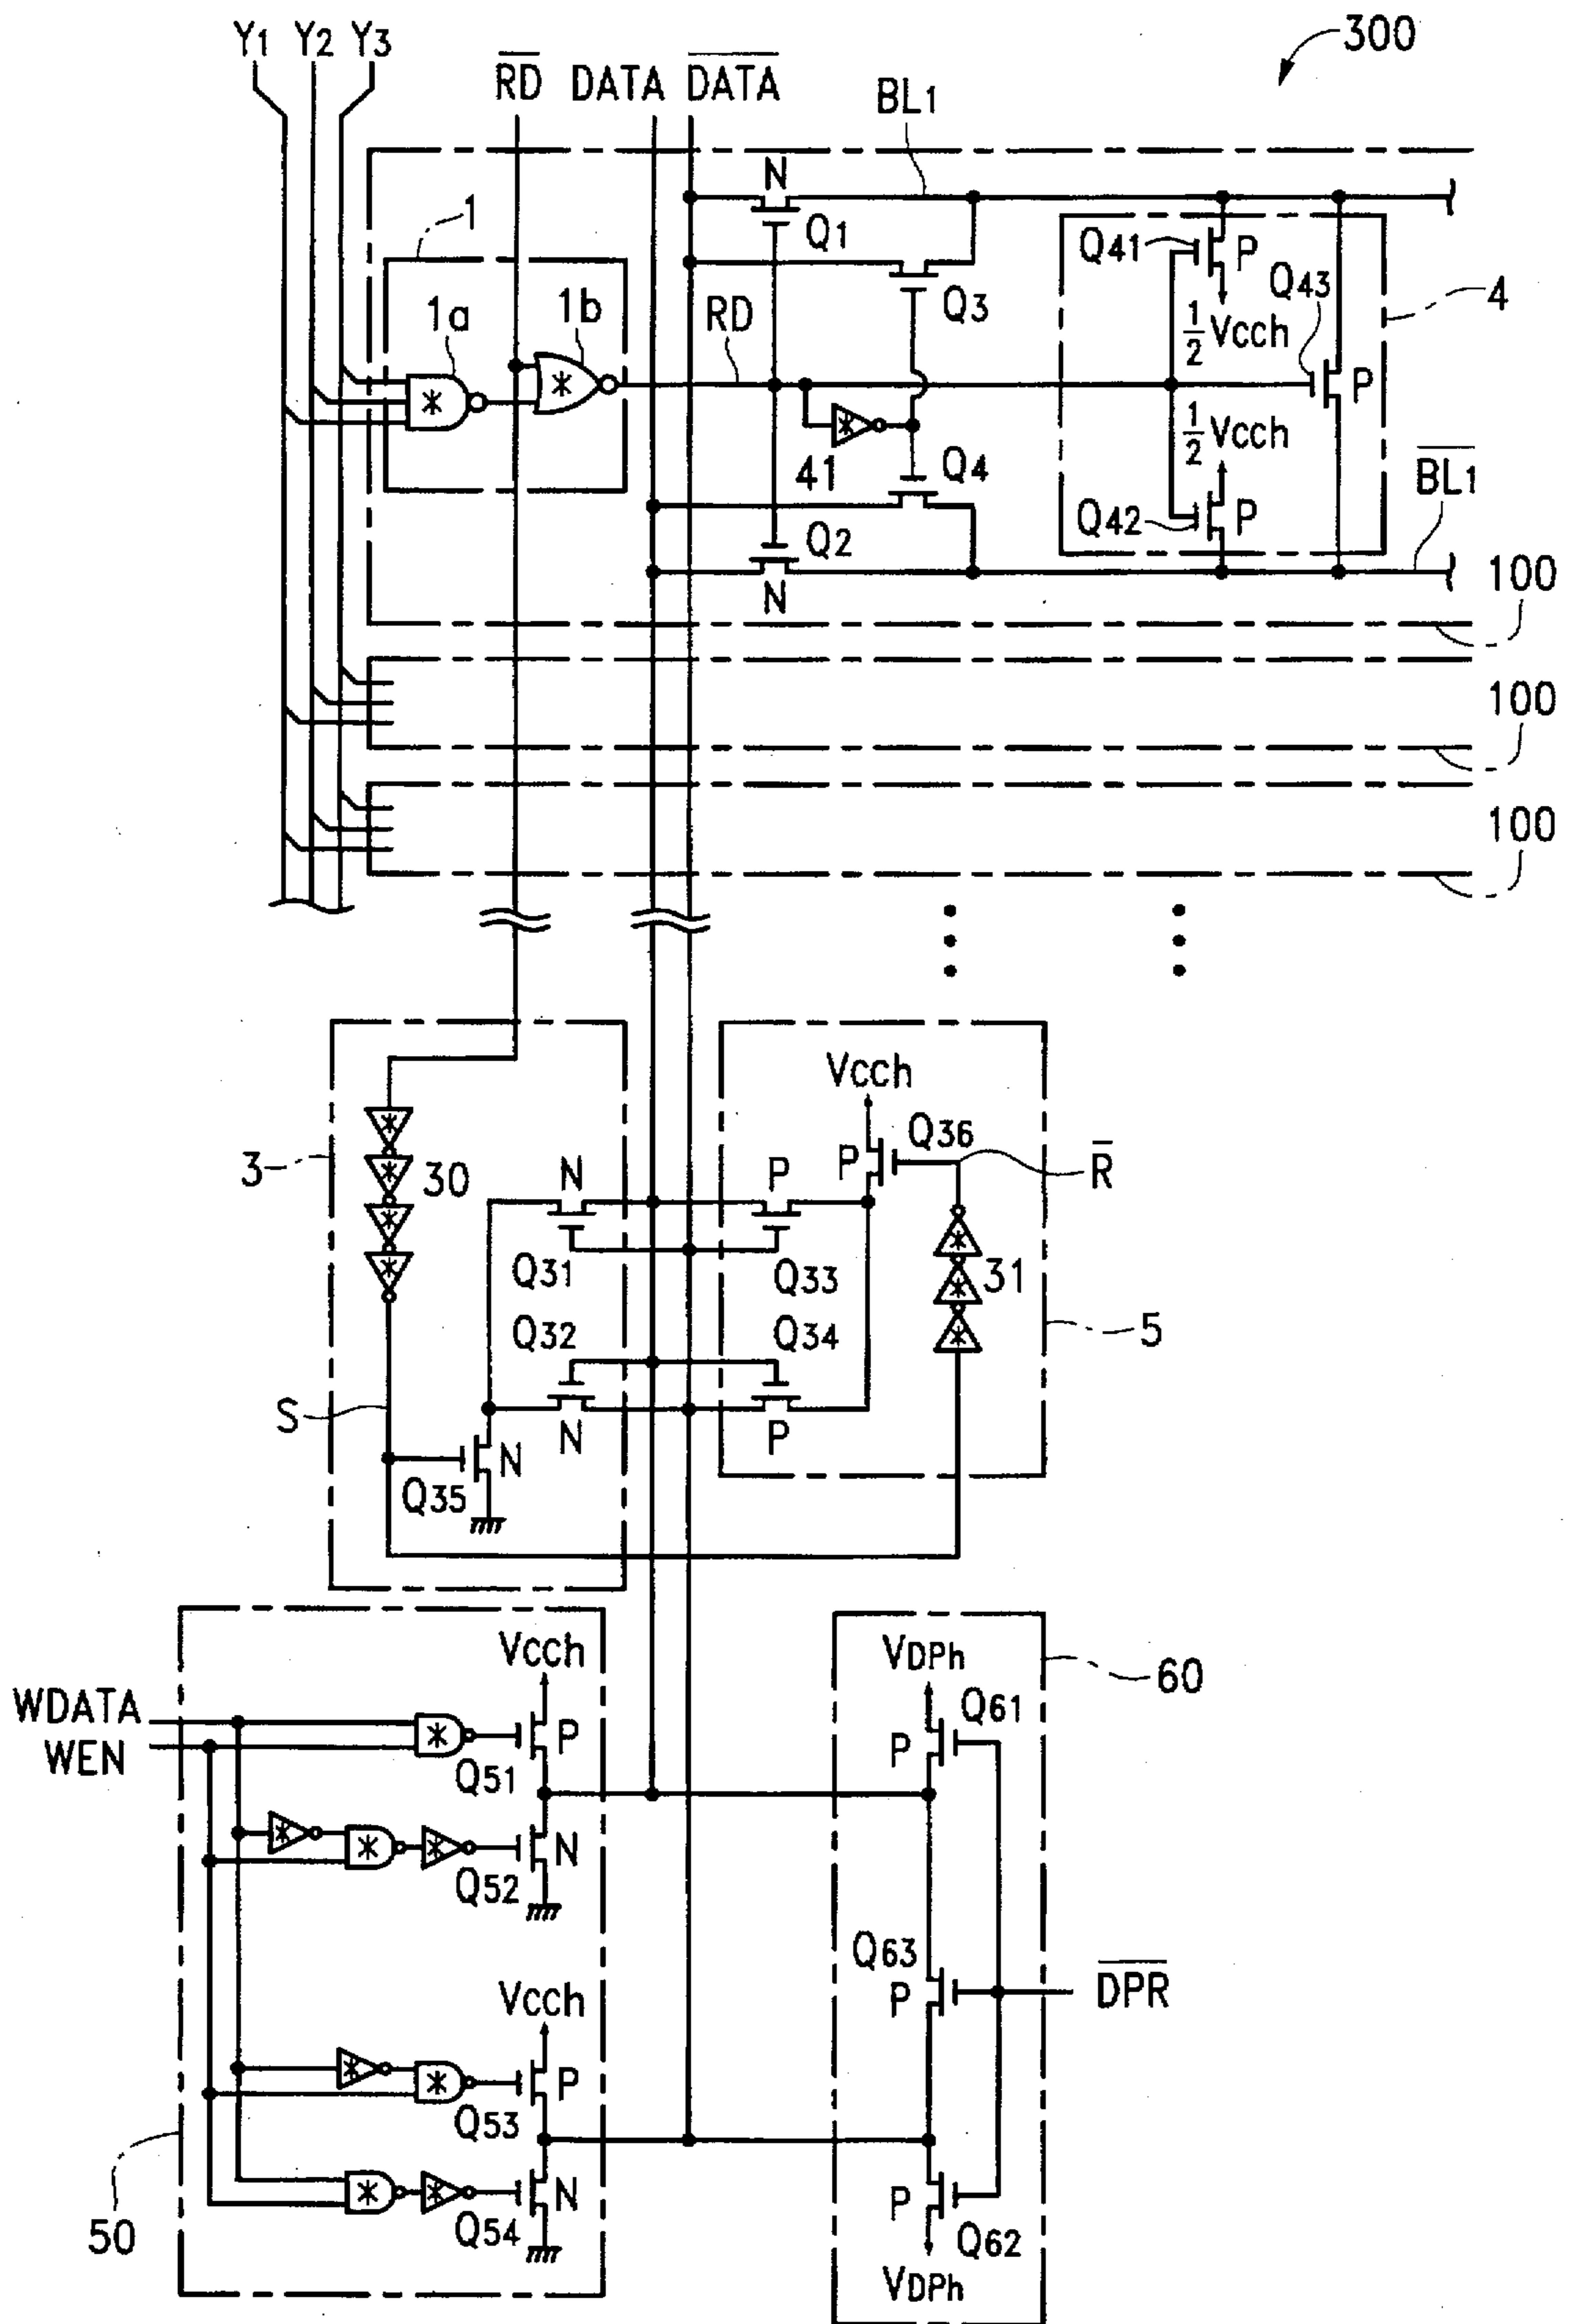 Y1 Y2 Y3
300
RD DATA DATA
BL1
N
1
Q1
Q41
P
Q43
4
1a
1b
RD
Q3
1/2 Vcch
P
1/2 Vcch
41
Q4
BL1
Q42
P
Q2
N
100
100
100
Vcch
Q36
R
3
30
N
P
P
Q31
Q33
31
Q32
Q34
5
S
N
P
N
Q35
Vcch
VDPh
60
WDATA
WEN
P
Q61
P
Q51
N
Q52
Q63
P
DPR
Vcch
P
Q53
50
N
P
Q54
Q62
VDPh